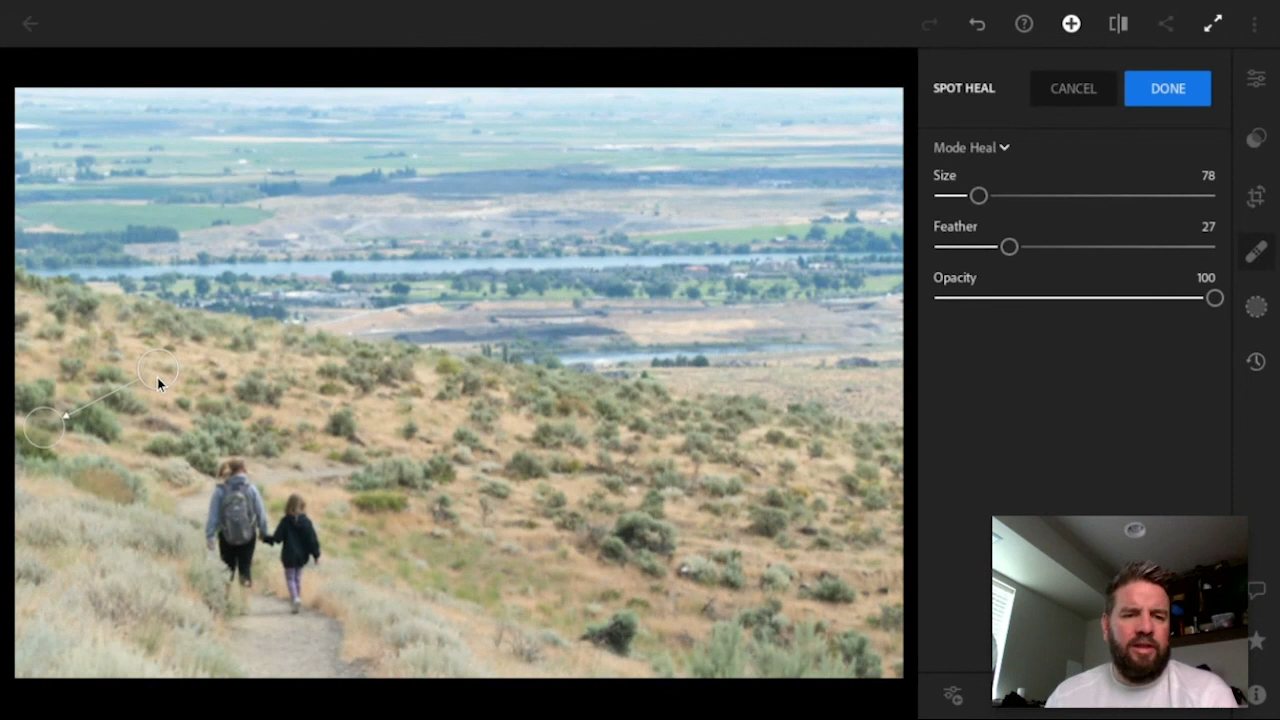 SPOT HEAL
CANCEL
DONE
Mode Heal
Size 78
Feather 27
Opacity 100